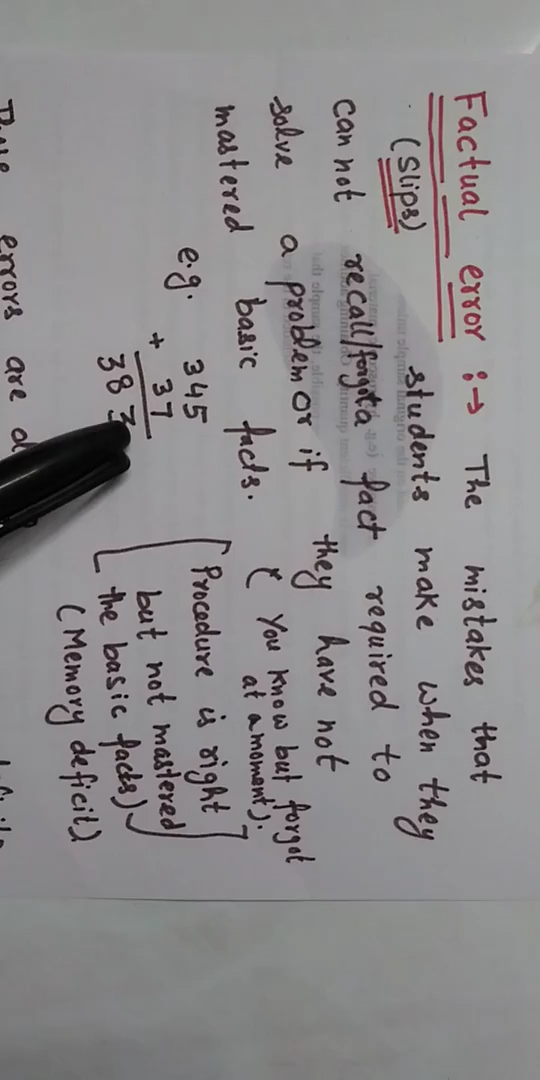 Factual error :→ The mistakes that
(Slips) students make when they
can not recall/forgot a fact required to
solve a problem or if they have not
mastered basic facts. ( You know but forgot
at a moment).
e.g. 345
+ 37
383
[Procedure is right
but not mastered
the basic facts)
(Memory deficit)]
errors are